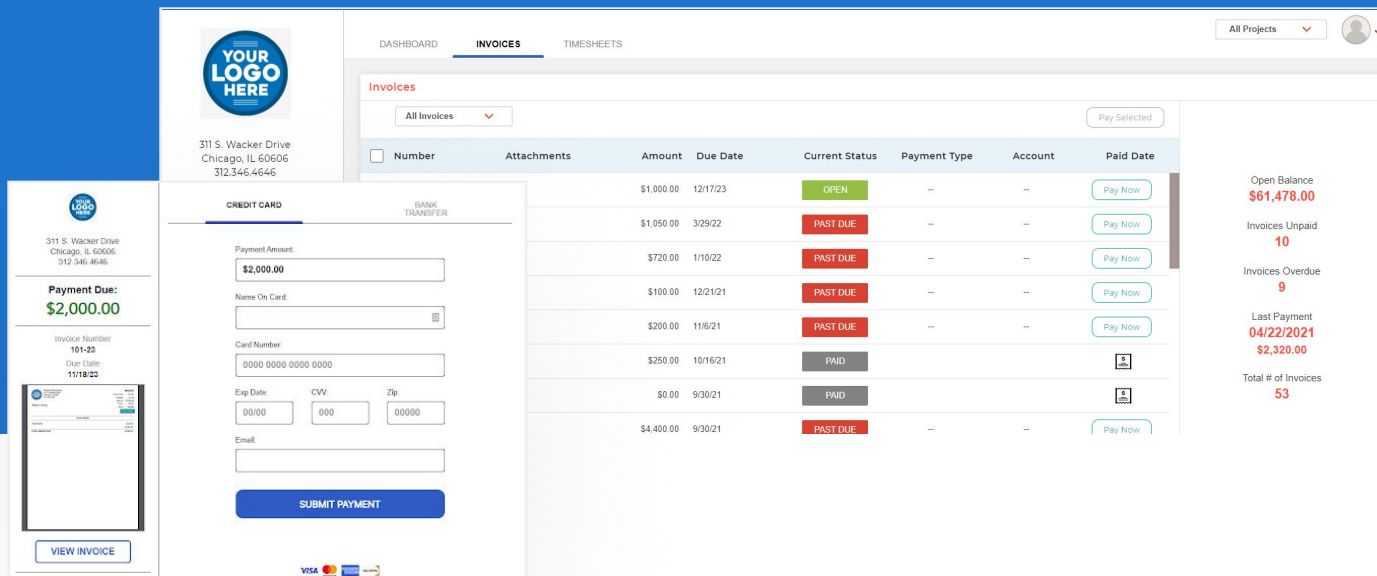 YOUR
LOGO
HERE
311 S. Wacker Drive
Chicago, IL 60606
312.346.4646
DASHBOARD INVOICES TIMESHEETS
All Projects
Invoices
All Invoices
Pay Selected
Number Attachments Amount Due Date Current Status Payment Type Account Paid Date
$1,000.00 12/17/23 OPEN -- -- Pay Now
$1,050.00 3/29/22 PAST DUE -- -- Pay Now
$720.00 1/10/22 PAST DUE -- -- Pay Now
$100.00 12/21/21 PAST DUE -- -- Pay Now
$200.00 11/6/21 PAST DUE -- -- Pay Now
$250.00 10/16/21 PAID
$0.00 9/30/21 PAID
$4,400.00 9/30/21 PAST DUE -- -- Pay Now
Open Balance
$61,478.00
Invoices Unpaid
10
Invoices Overdue
9
Last Payment
04/22/2021
$2,320.00
Total # of Invoices
53
YOUR
LOGO
HERE
311 S. Wacker Drive
Chicago, IL 60606
312.346.4646
Payment Due:
$2,000.00
Invoice Number
101-23
Due Date
11/18/23
VIEW INVOICE
CREDIT CARD
BANK
TRANSFER
Payment Amount:
$2,000.00
Name On Card:
Card Number:
0000 0000 0000 0000
Exp Date: CVV: Zip:
00/00 000 00000
Email:
SUBMIT PAYMENT
VISA